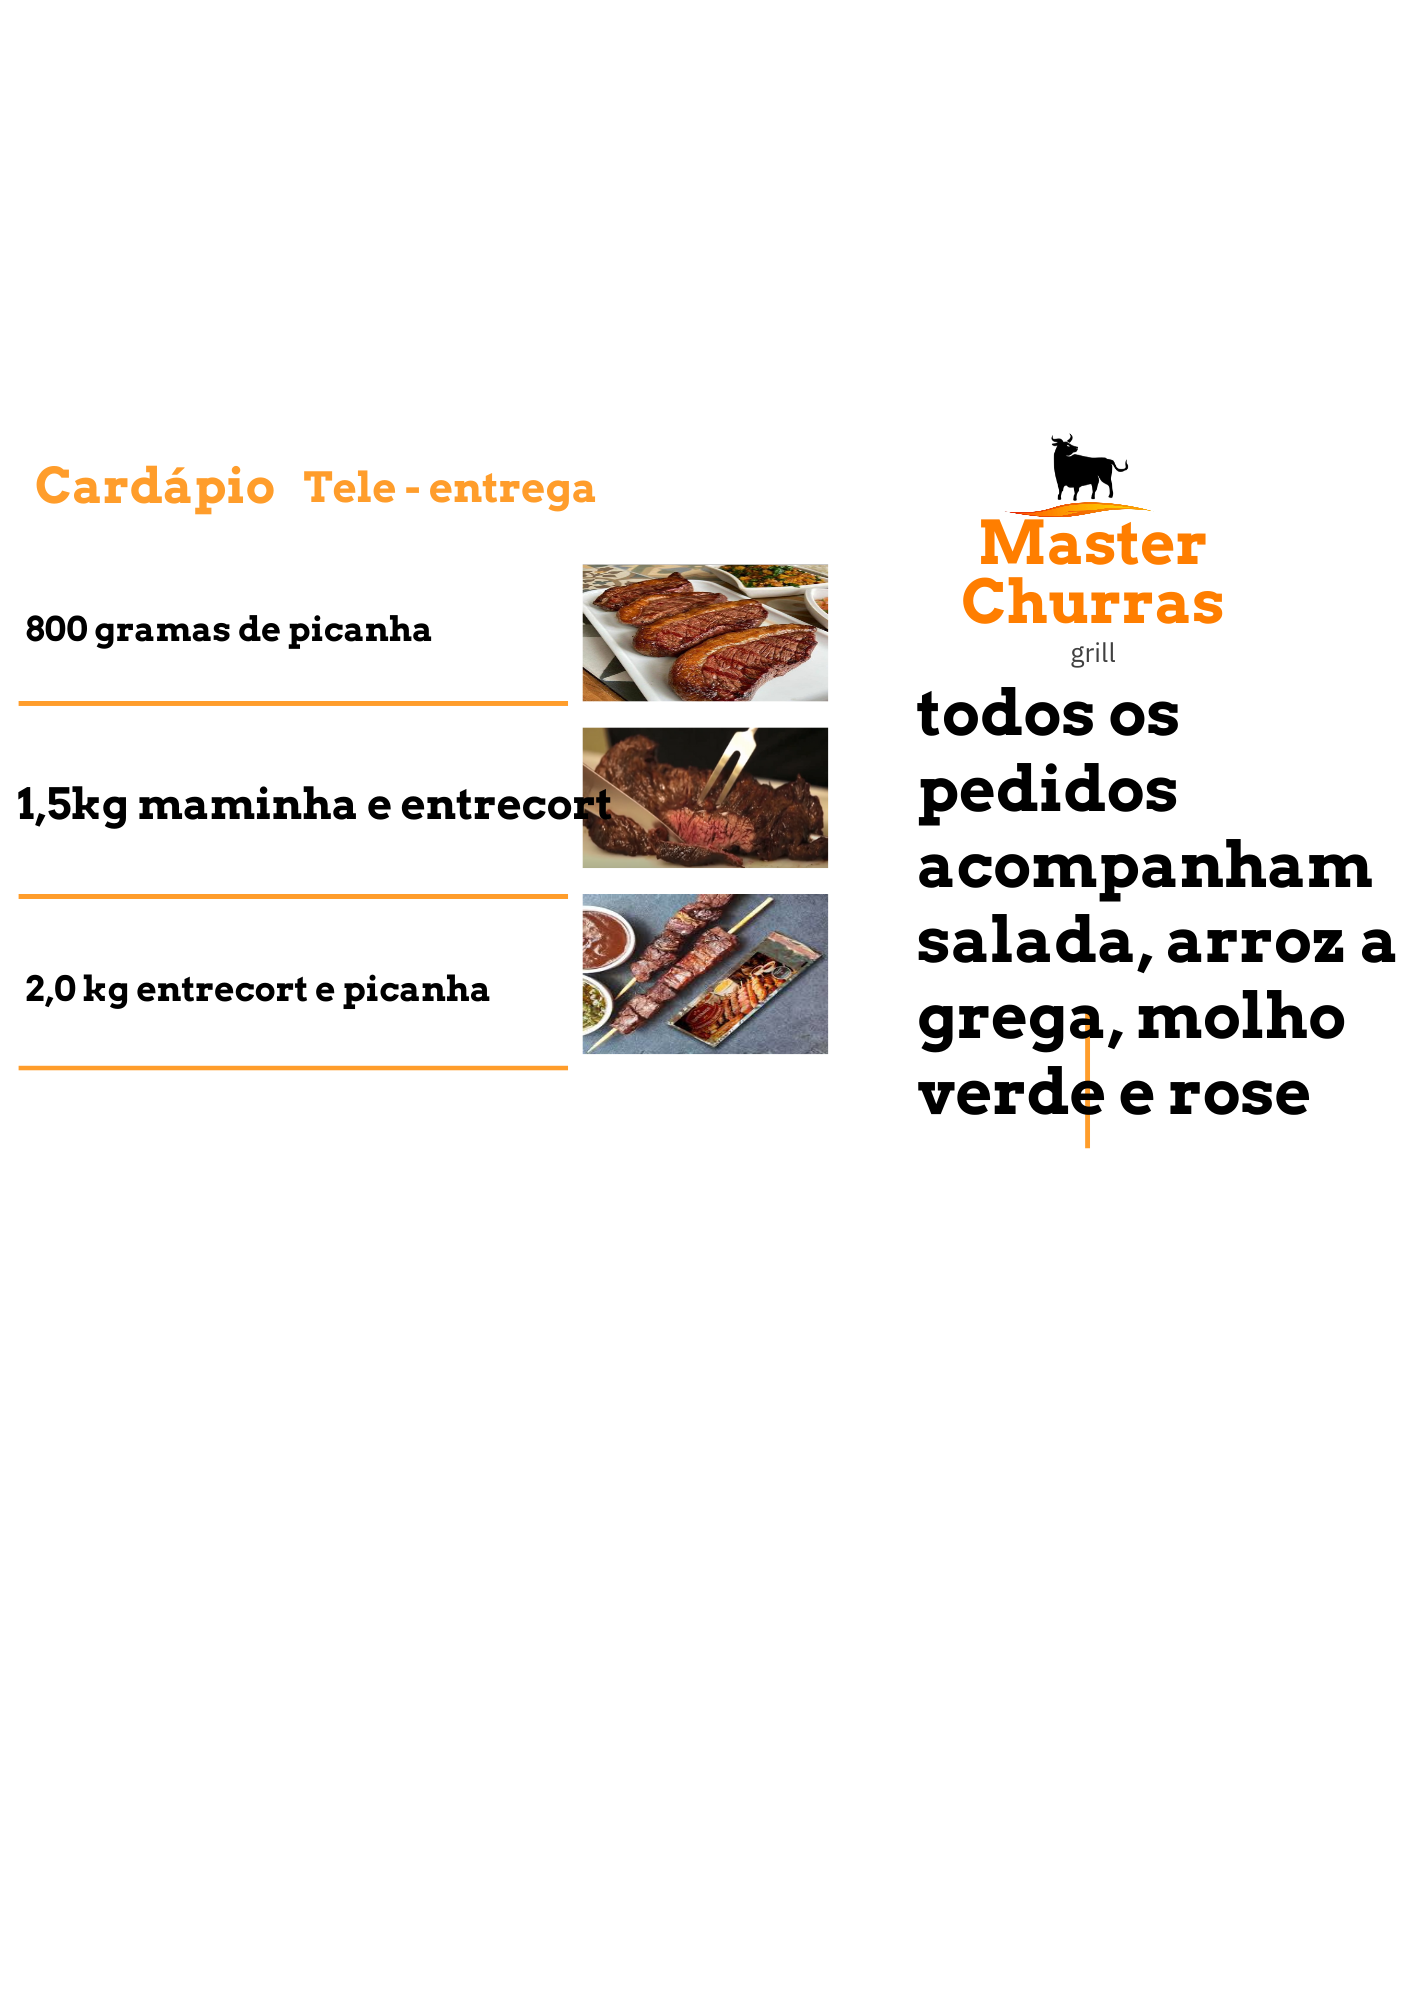 Cardápio Tele - entrega
800 gramas de picanha
1,5kg maminha e entrecort
2,0 kg entrecort e picanha
Master
Churras
grill
todos os
pedidos
acompanham
salada, arroz a
grega, molho
verde e rose